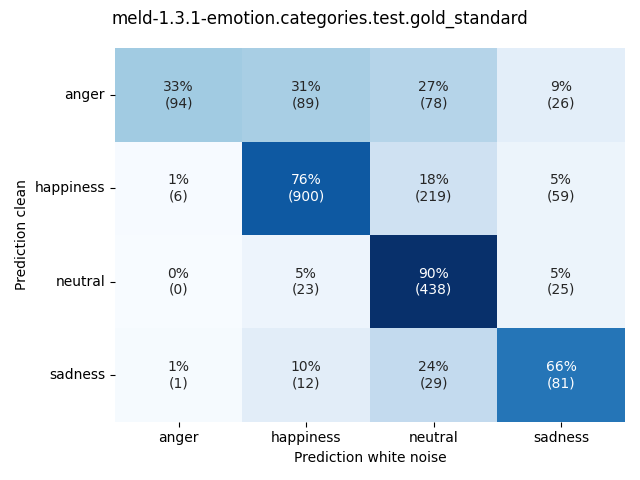 meld-1.3.1-emotion.categories.test.gold_standard
Prediction clean
anger
33%
(94)
31%
(89)
27%
(78)
9%
(26)
happiness
1%
(6)
76%
(900)
18%
(219)
5%
(59)
neutral
0%
(0)
5%
(23)
90%
(438)
5%
(25)
sadness
1%
(1)
10%
(12)
24%
(29)
66%
(81)
anger
happiness
neutral
sadness
Prediction white noise